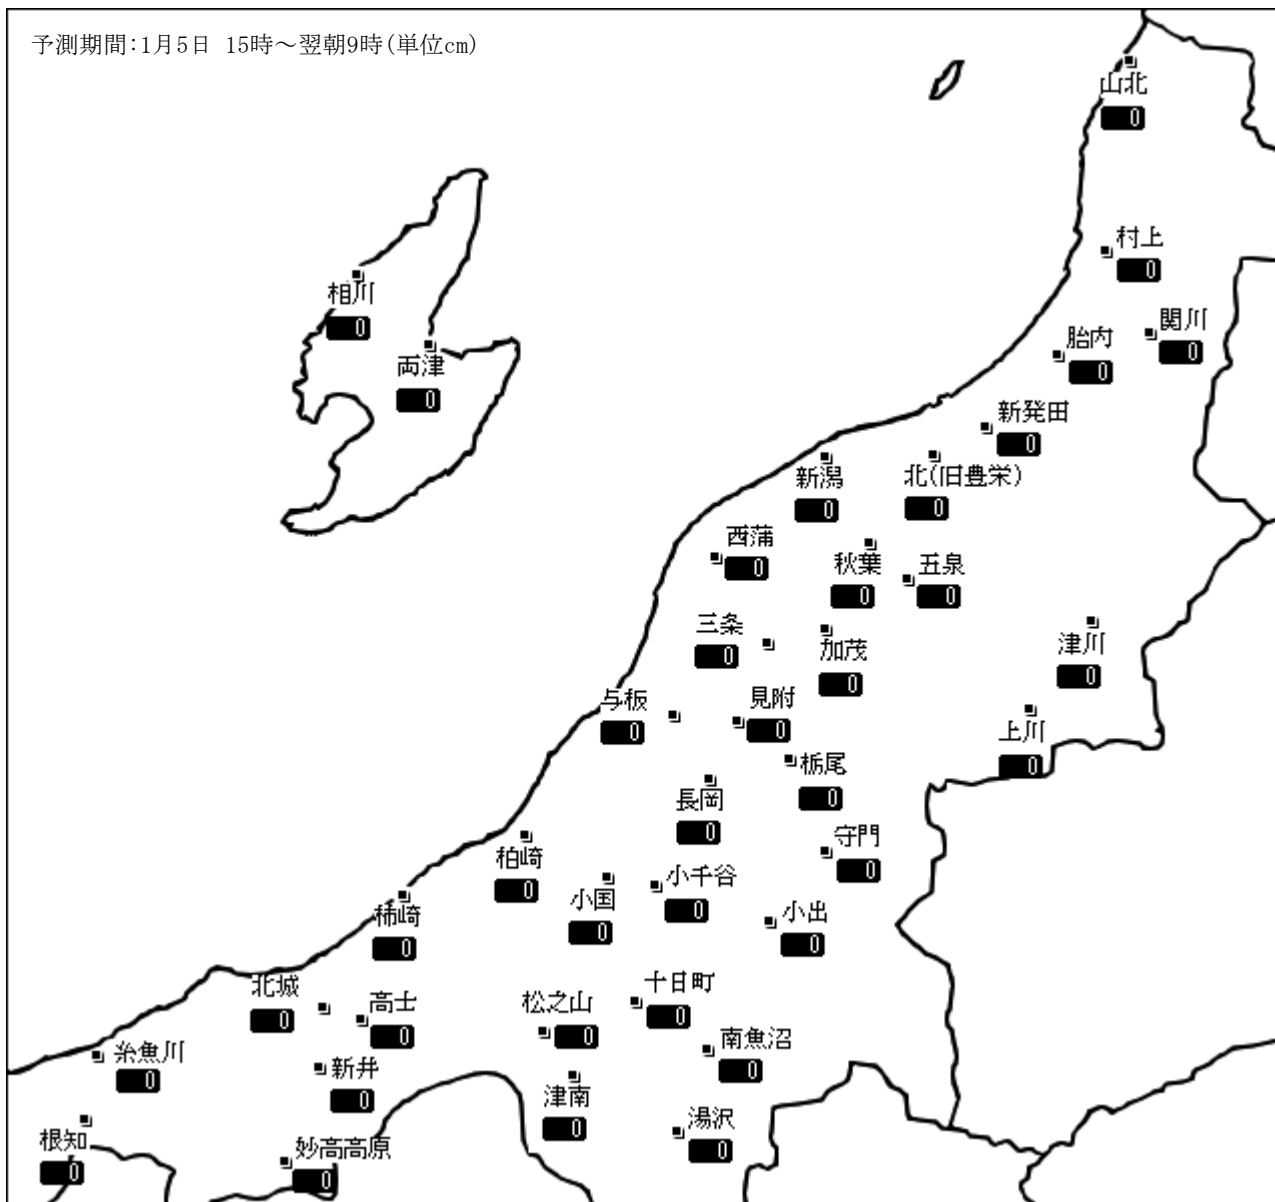 予測期間:1月5日 15時～翌朝9時(単位cm)
山北
0
村上
0
相川
0
関川
0
胎内
0
両津
0
新発田
0
新潟
0
北(旧豊栄)
0
西蒲
0
秋葉
0
五泉
0
三条
0
加茂
0
津川
0
与板
0
見附
0
上川
0
栃尾
0
長岡
0
守門
0
柏崎
0
小千谷
0
小国
0
柿崎
0
小出
0
北城
0
高士
0
松之山
0
十日町
0
南魚沼
0
糸魚川
0
新井
0
津南
0
湯沢
0
根知
0
妙高高原
0